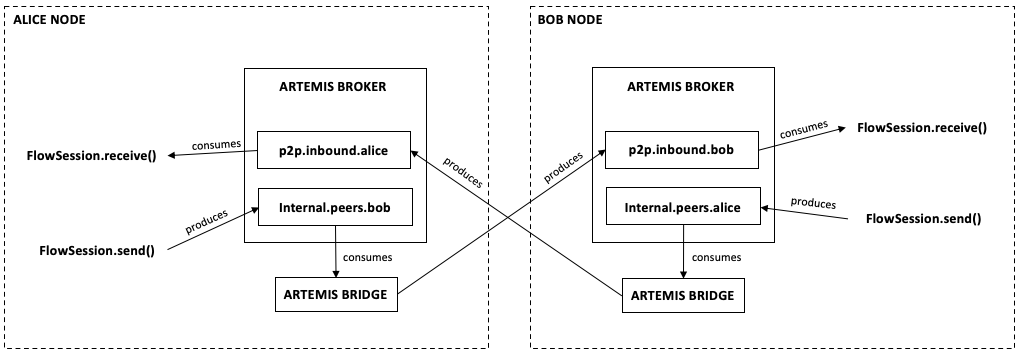 ALICE NODE
ARTEMIS BROKER
p2p.inbound.alice
consumes
FlowSession.receive()
Internal.peers.bob
produces
FlowSession.send()
consumes
ARTEMIS BRIDGE
produces
produces
BOB NODE
ARTEMIS BROKER
p2p.inbound.bob
consumes
FlowSession.receive()
Internal.peers.alice
produces
FlowSession.send()
consumes
ARTEMIS BRIDGE